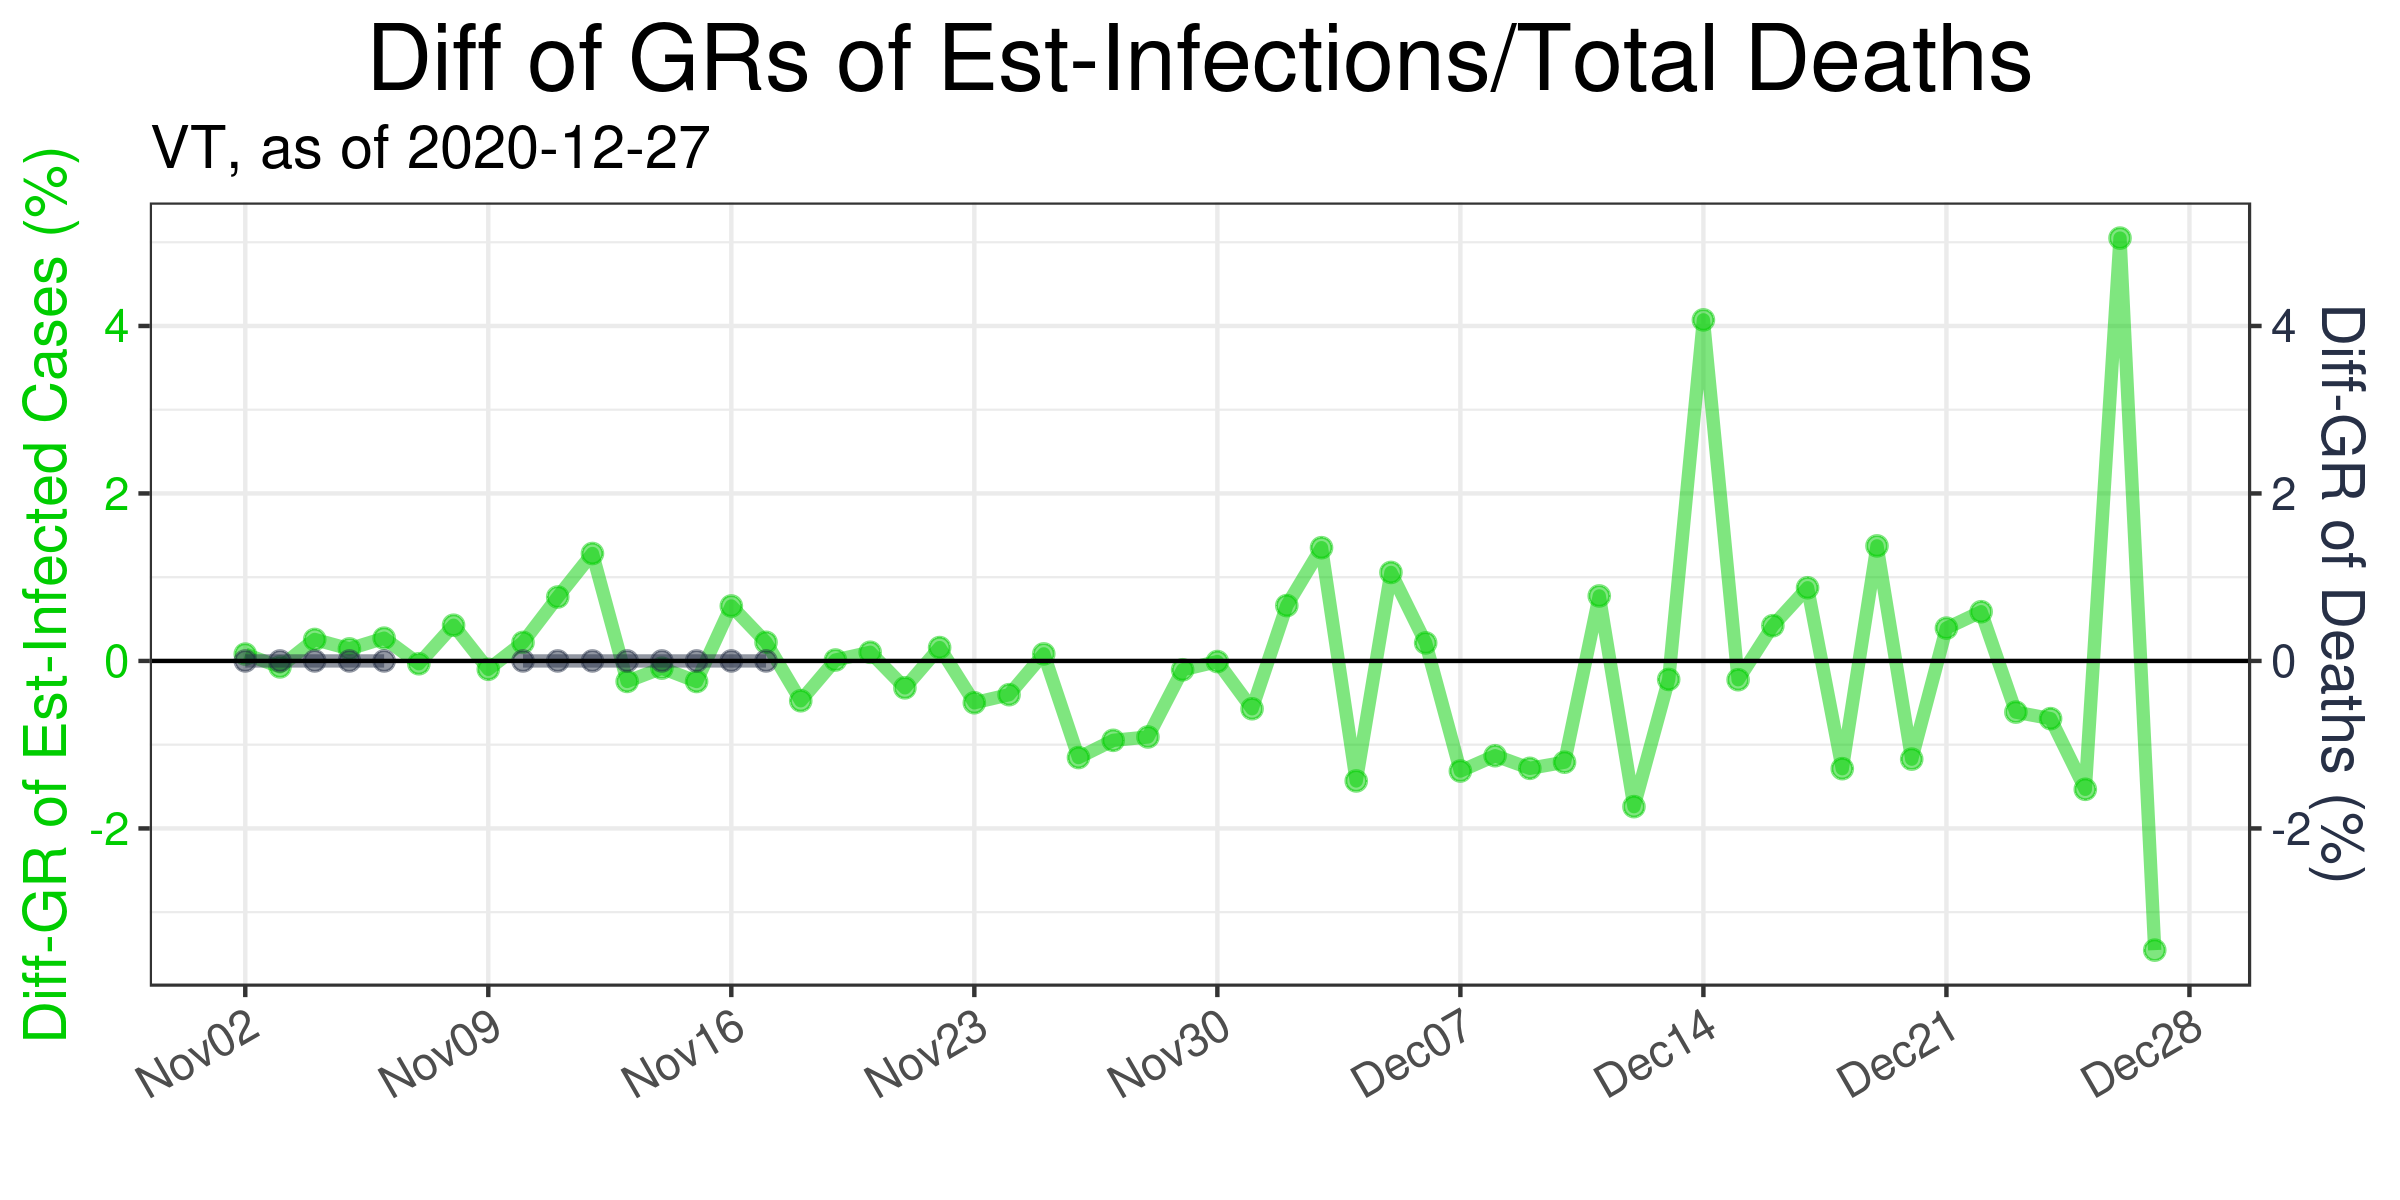 Diff of GRs of Est-Infections/Total Deaths
VT, as of 2020-12-27
Diff-GR of Est-Infected Cases (%)
4
2
0
-2
4
2
0
-2
Diff-GR of Deaths (%)
Nov02
Nov09
Nov16
Nov23
Nov30
Dec07
Dec14
Dec21
Dec28